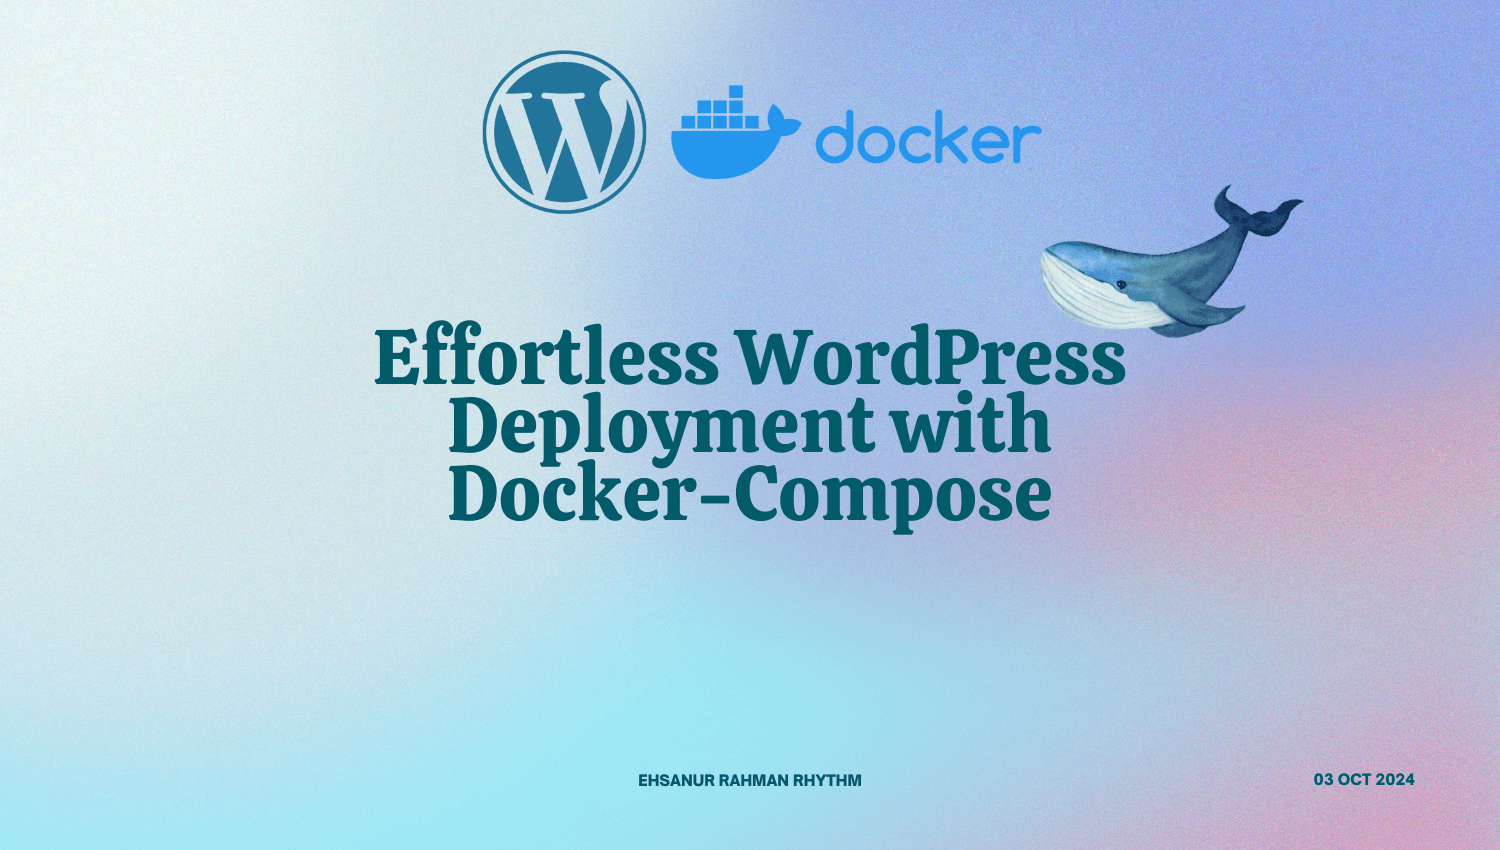 docker
Effortless WordPress
Deployment with
Docker-Compose
EHSANUR RAHMAN RHYTHM
03 OCT 2024